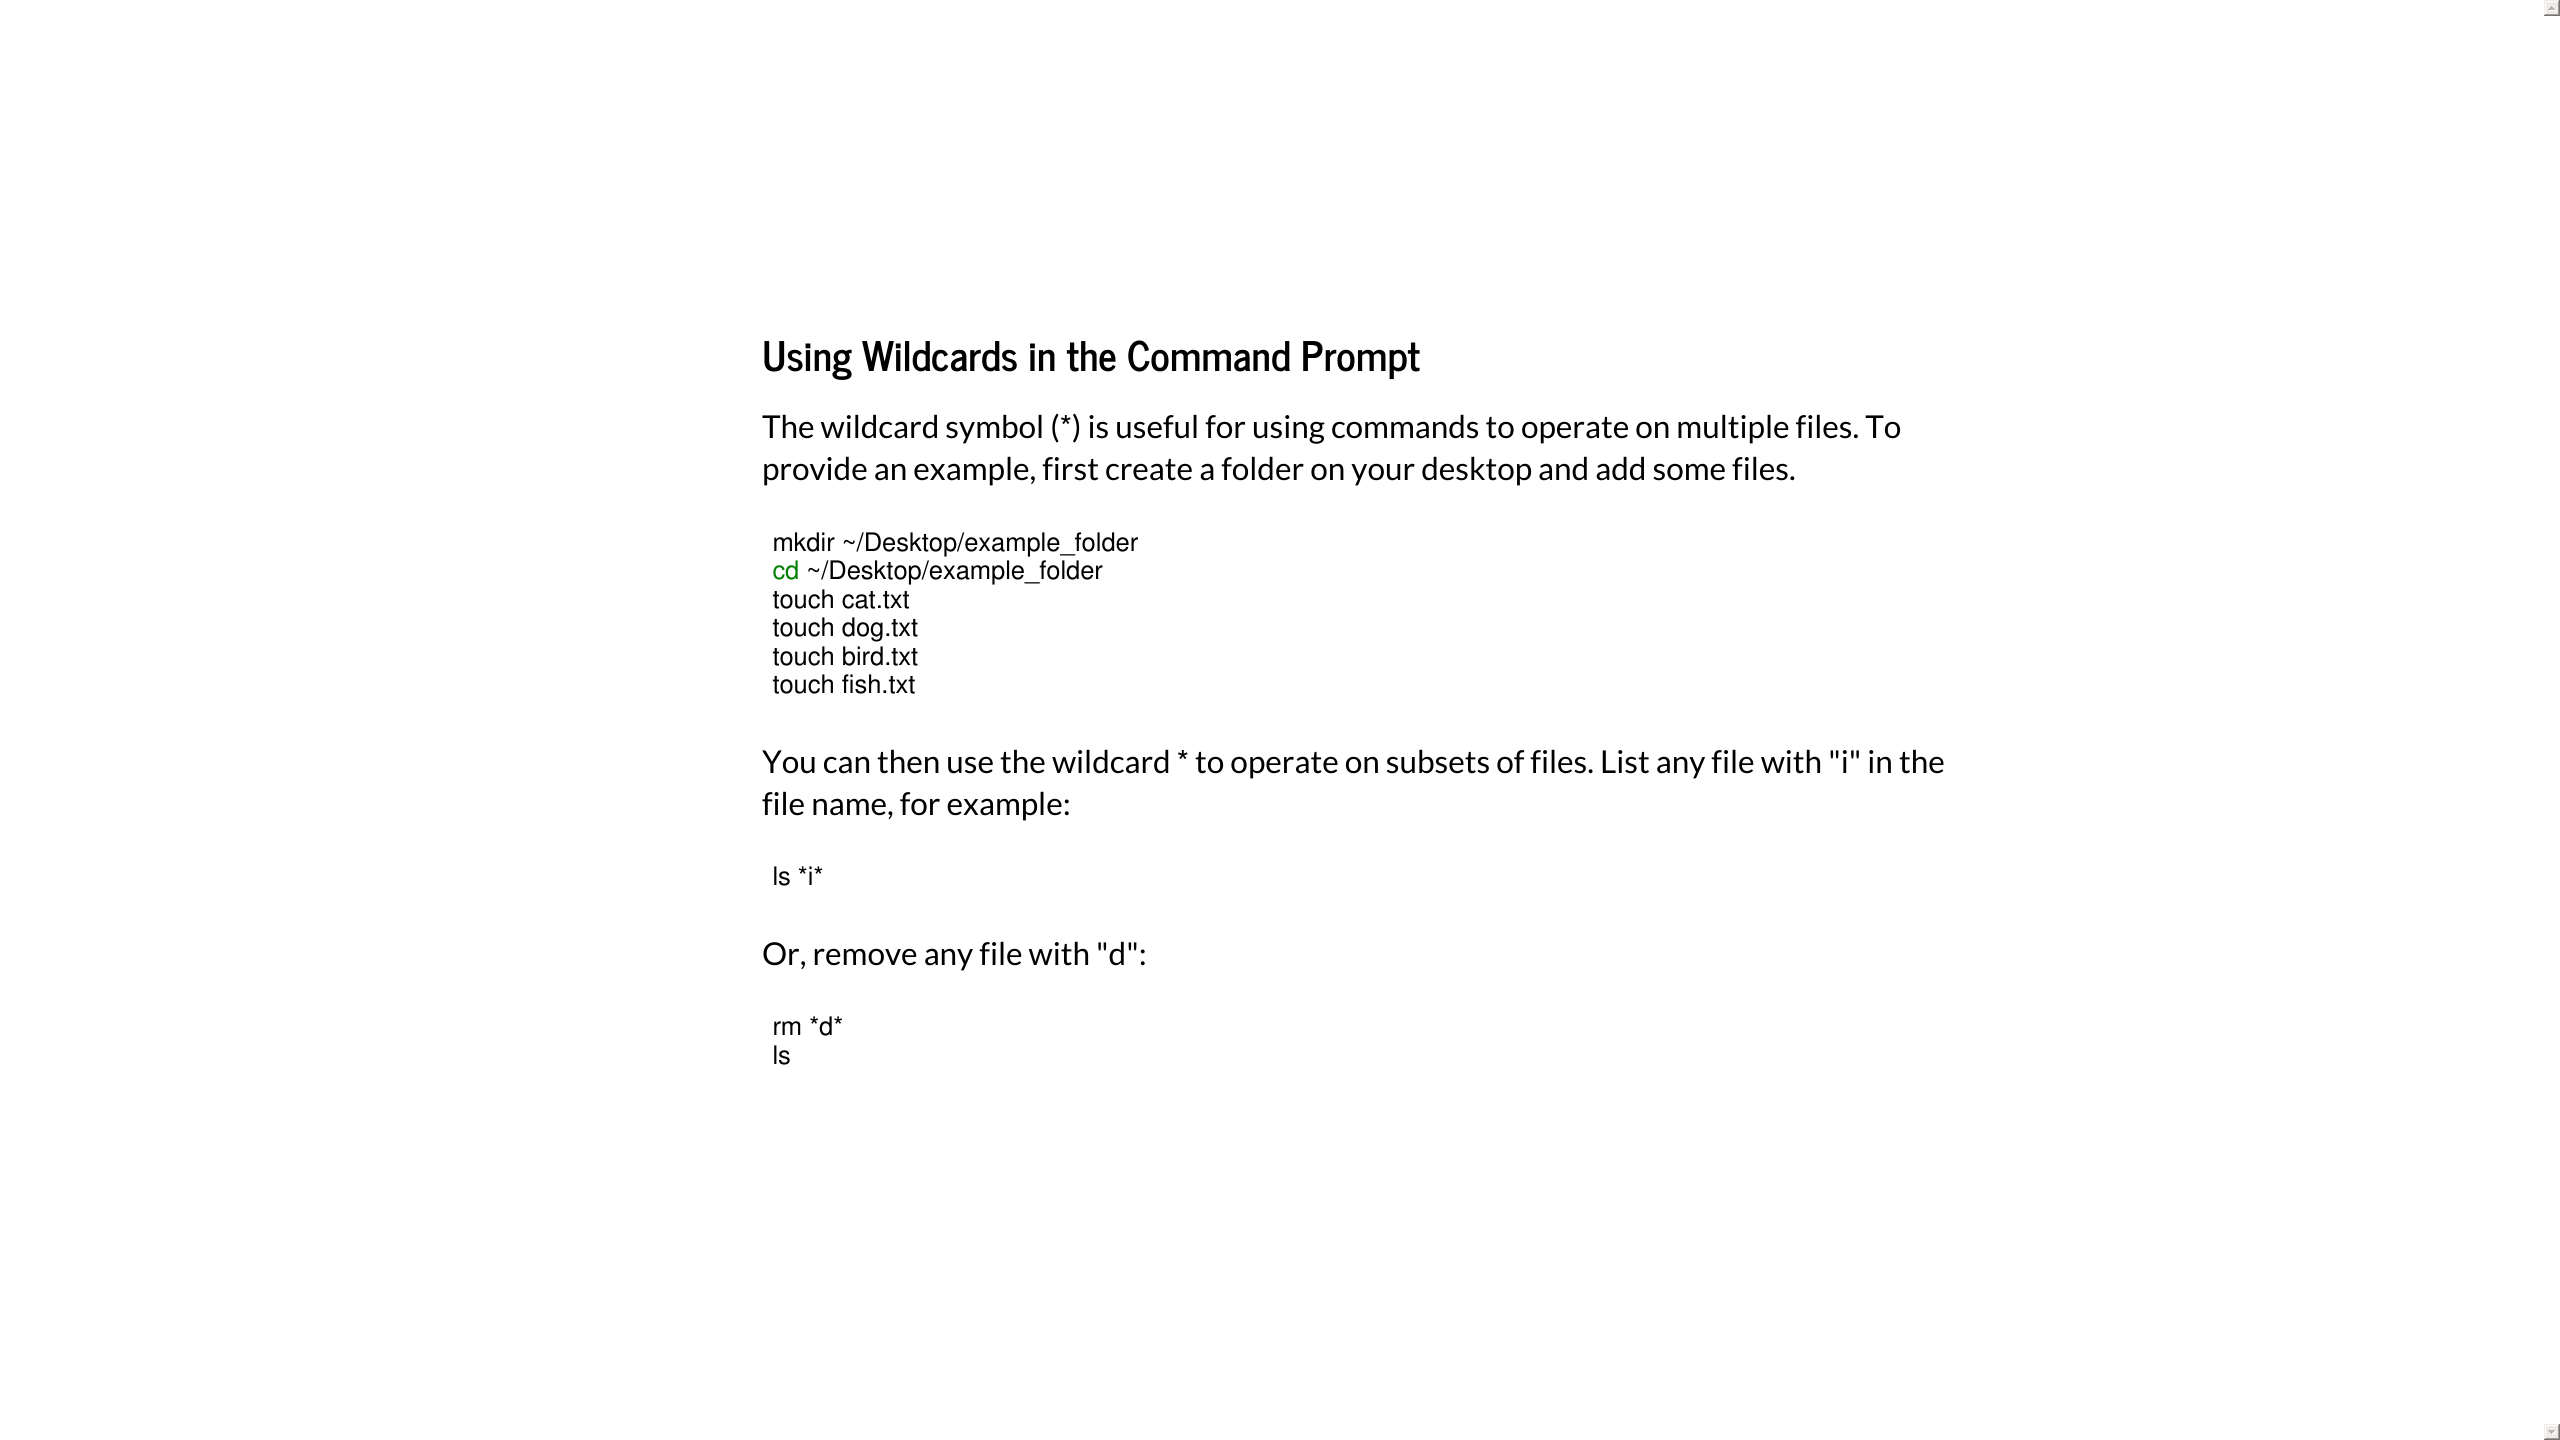 Using Wildcards in the Command Prompt
The wildcard symbol (*) is useful for using commands to operate on multiple files. To
provide an example, first create a folder on your desktop and add some files.
mkdir ~/Desktop/example_folder
cd ~/Desktop/example_folder
touch cat.txt
touch dog.txt
touch bird.txt
touch fish.txt
You can then use the wildcard * to operate on subsets of files. List any file with "i" in the
file name, for example:
ls *i*
Or, remove any file with "d":
rm *d*
ls